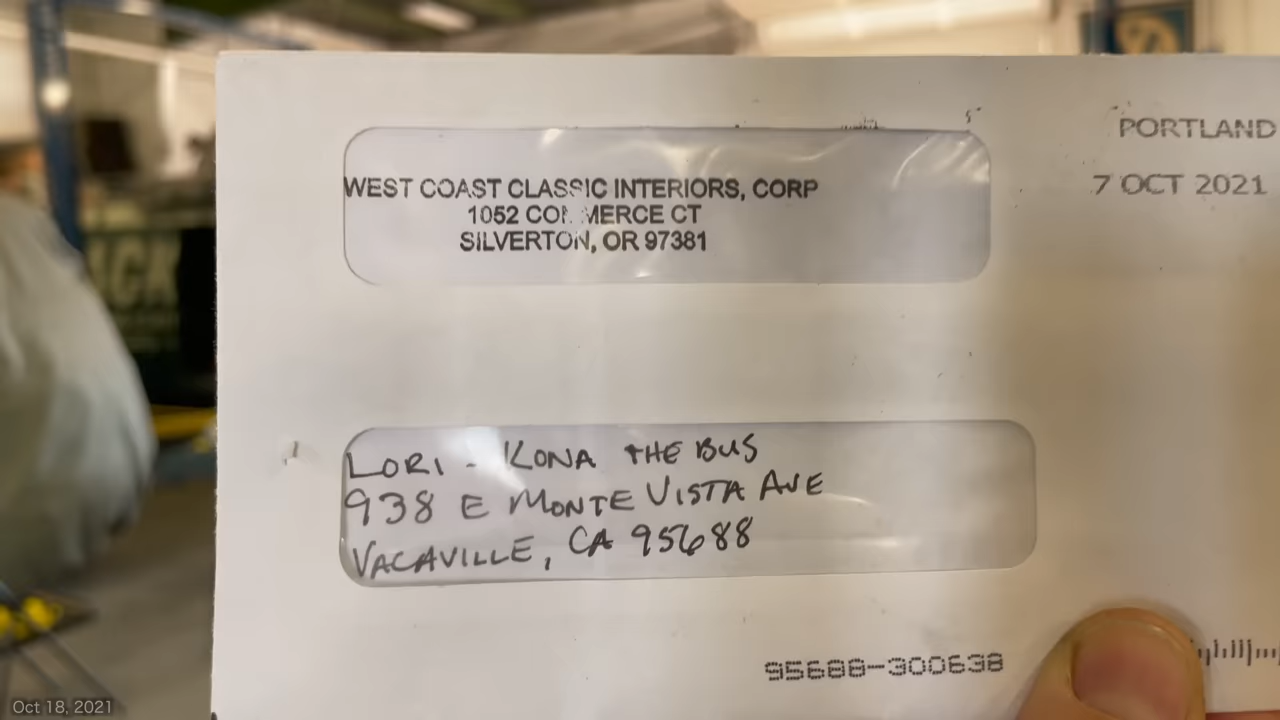 PORTLAND
7 OCT 2021
WEST COAST CLASSIC INTERIORS, CORP
1052 COMMERCE CT
SILVERTON, OR 97381
LORI - KONA THE BUS
938 E MONTE VISTA AVE
VACAVILLE, CA 95688
95688-300638
Oct 18, 2021